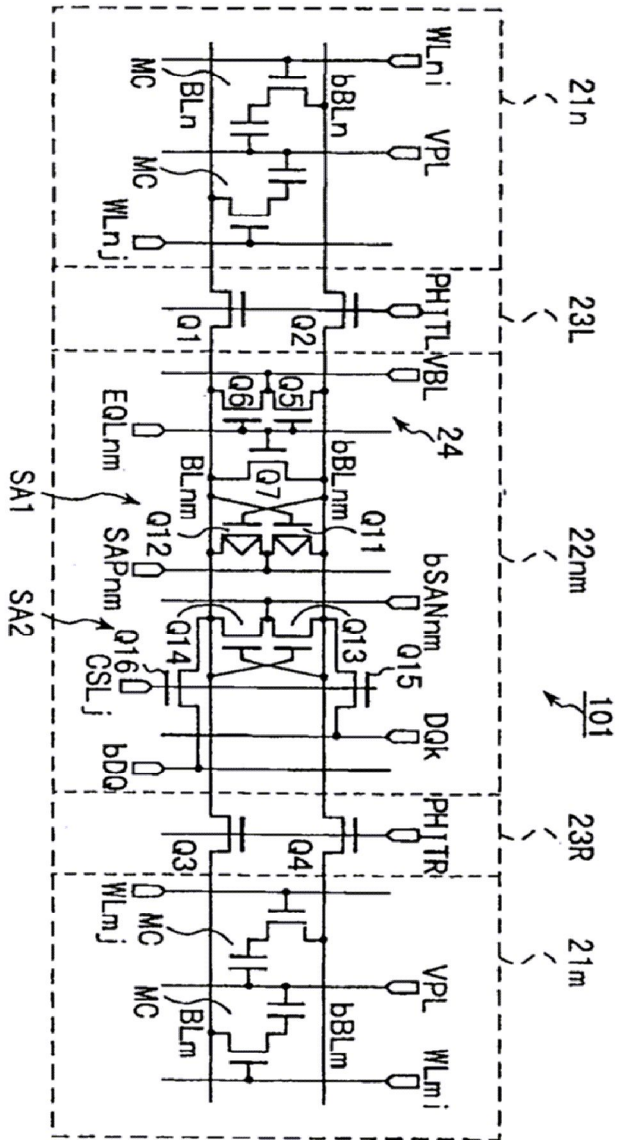 21n
23L
22nm
23R
21m
101
24
WLni
VPL
PHITL
VBL
bSANnm
DQk
PHITR
VPL
WLmi
bBLn
Q2
Q5
bBLnm
Q11
Q13
Q15
Q4
bBLm
MC
BLn
MC
Q1
Q6
Q7
BLnm
Q12
Q14
Q16
Q3
MC
MC
BLm
WLnj
EQLnm
SAPnm
CSLj
bDQ
WLmj
SA1
SA2